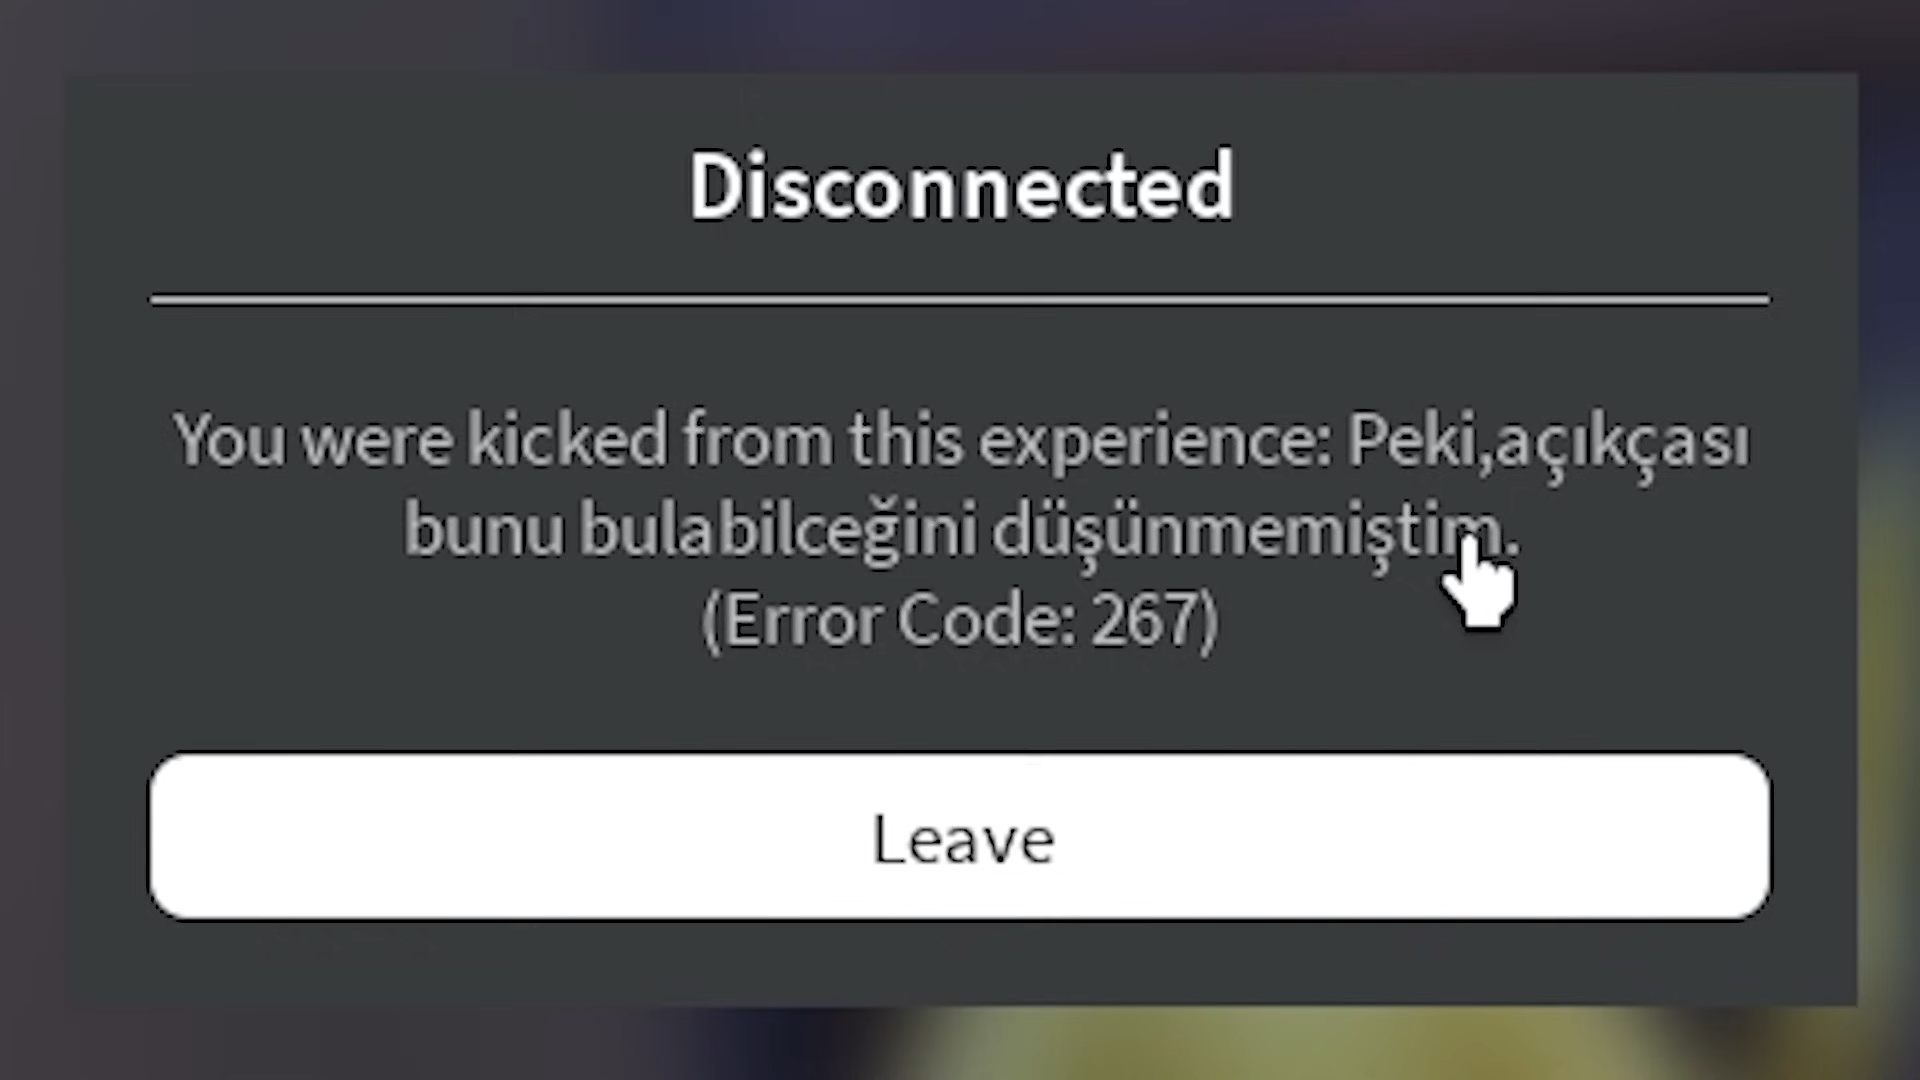 Disconnected
You were kicked from this experience: Peki,açıkçası
bunu bulabilceğini düşünmemiştim.
(Error Code: 267)
Leave